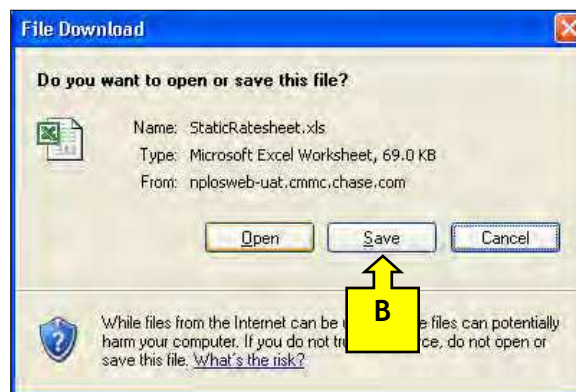 File Download
Do you want to open or save this file?
Name: StaticRatesheet.xls
Type: Microsoft Excel Worksheet, 69.0 KB
From: nplosweb-uat.cmmc.chase.com
Open Save Cancel
B
While files from the Internet can be e files can potentially
harm your computer. If you do not tru ce, do not open or
save this file. What's the risk?